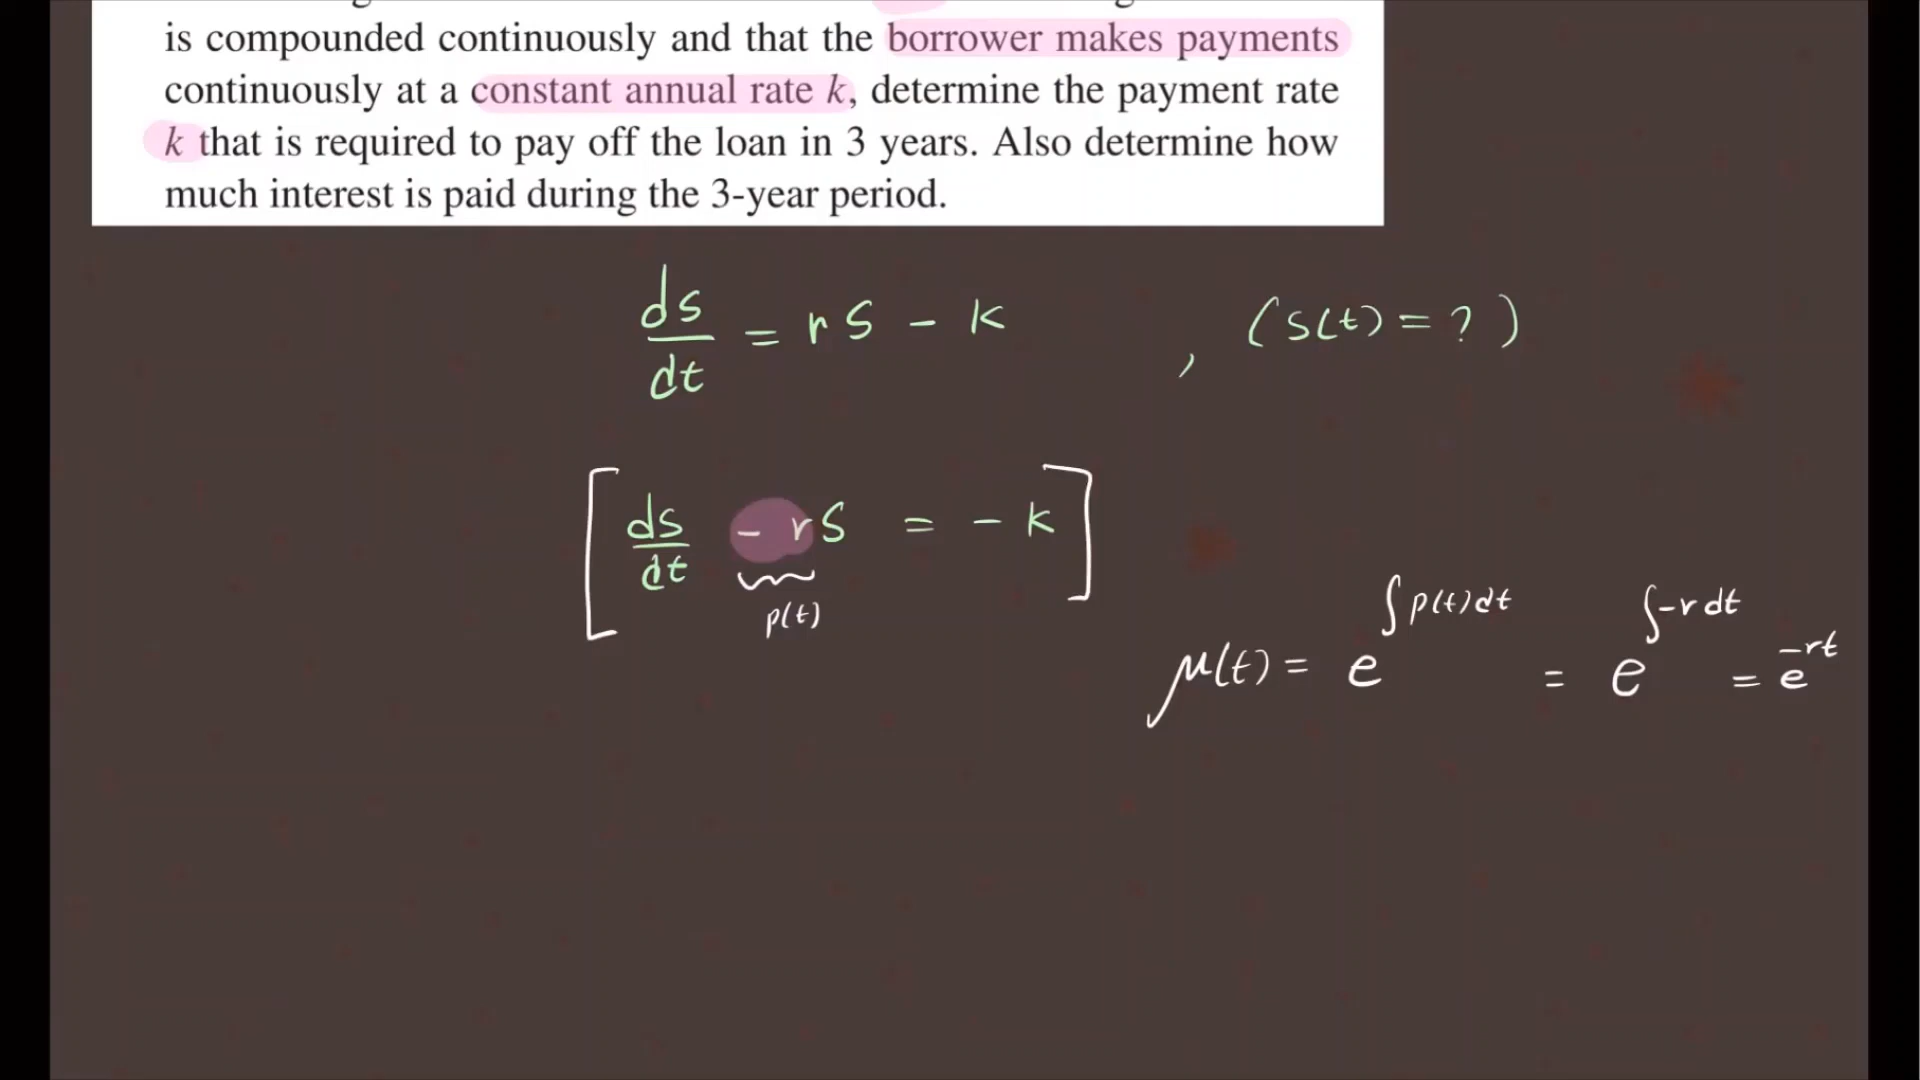 is compounded continuously and that the borrower makes payments
continuously at a constant annual rate k, determine the payment rate
k that is required to pay off the loan in 3 years. Also determine how
much interest is paid during the 3-year period.
ds/dt = rS - k , (S(t) = ?)
[ds/dt - rS = - k]
p(t)
μ(t) = e^∫p(t)dt = e^∫-rdt = e^-rt